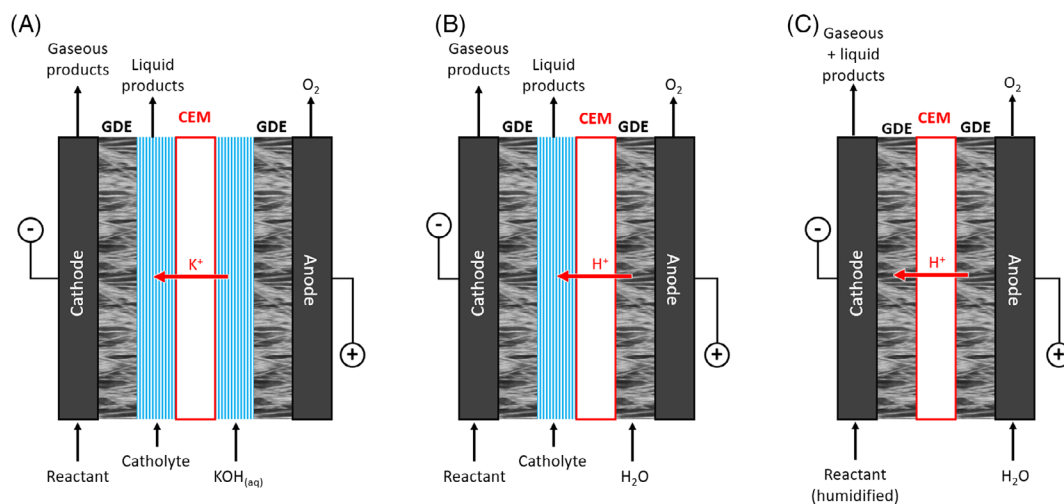 (A)
Gaseous
products
Liquid
products
O2
CEM
GDE
GDE
-
Cathode
K+
Anode
+
Reactant
Catholyte
KOH(aq)
(B)
Gaseous
products
Liquid
products
O2
CEM
GDE
GDE
-
Cathode
H+
Anode
+
Reactant
Catholyte
H2O
(C)
Gaseous
+ liquid
products
O2
CEM
GDE
GDE
-
Cathode
H+
Anode
+
Reactant
(humidified)
H2O